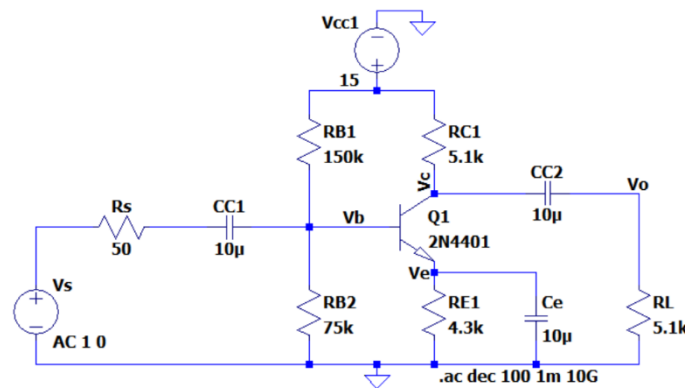 Vcc1
15
RB1
150k
RC1
5.1k
Vc
CC2
10µ
Vo
Rs
50
CC1
10µ
Vb
Q1
2N4401
Vs
AC 1 0
RB2
75k
Ve
RE1
4.3k
Ce
10µ
RL
5.1k
.ac dec 100 1m 10G